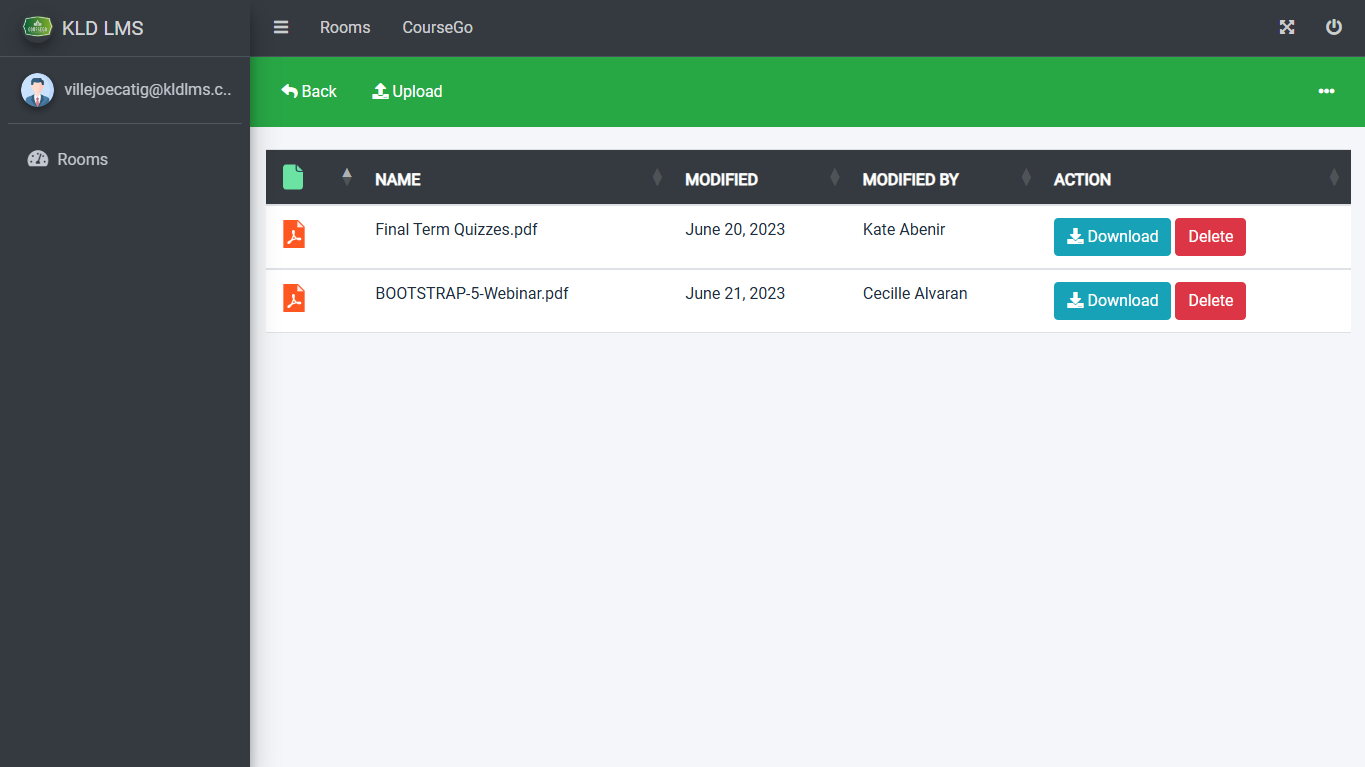 KLD LMS
Rooms CourseGo
villejoecatig@kldlms.c..
Back Upload
Rooms
NAME MODIFIED MODIFIED BY ACTION
Final Term Quizzes.pdf June 20, 2023 Kate Abenir Download Delete
BOOTSTRAP-5-Webinar.pdf June 21, 2023 Cecille Alvaran Download Delete